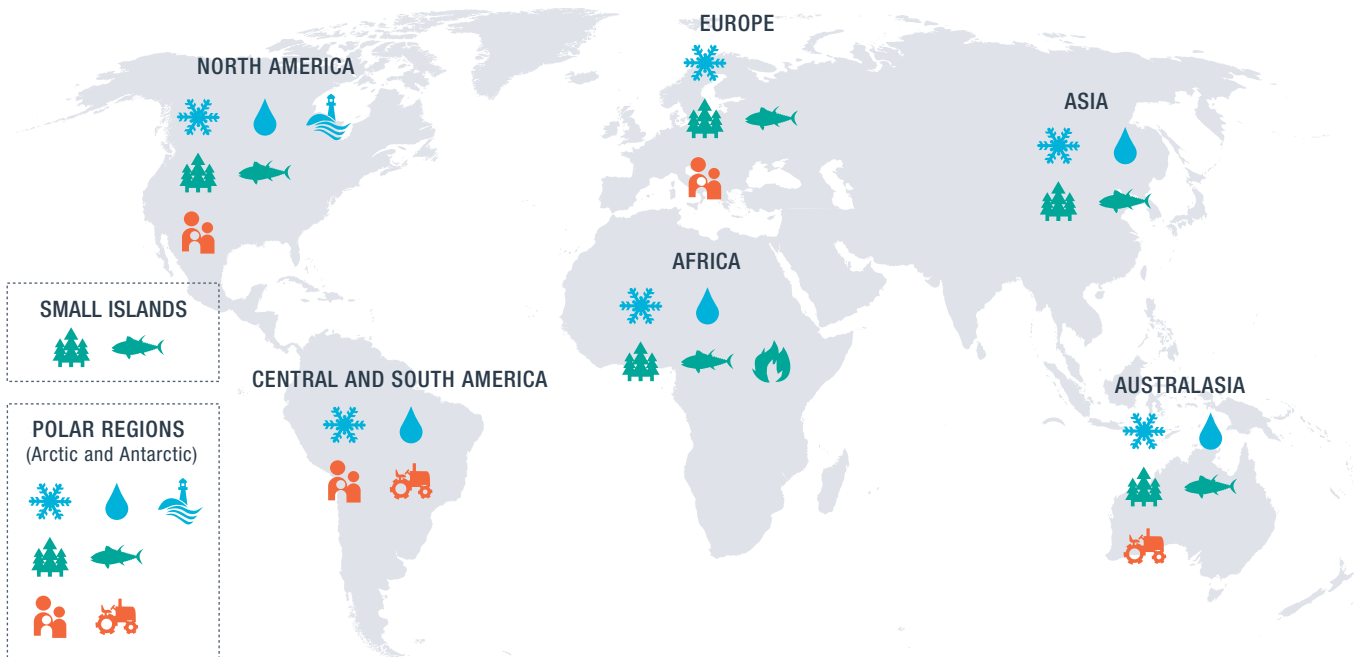 EUROPE
NORTH AMERICA
ASIA
AFRICA
SMALL ISLANDS
CENTRAL AND SOUTH AMERICA
AUSTRALASIA
POLAR REGIONS
(Arctic and Antarctic)